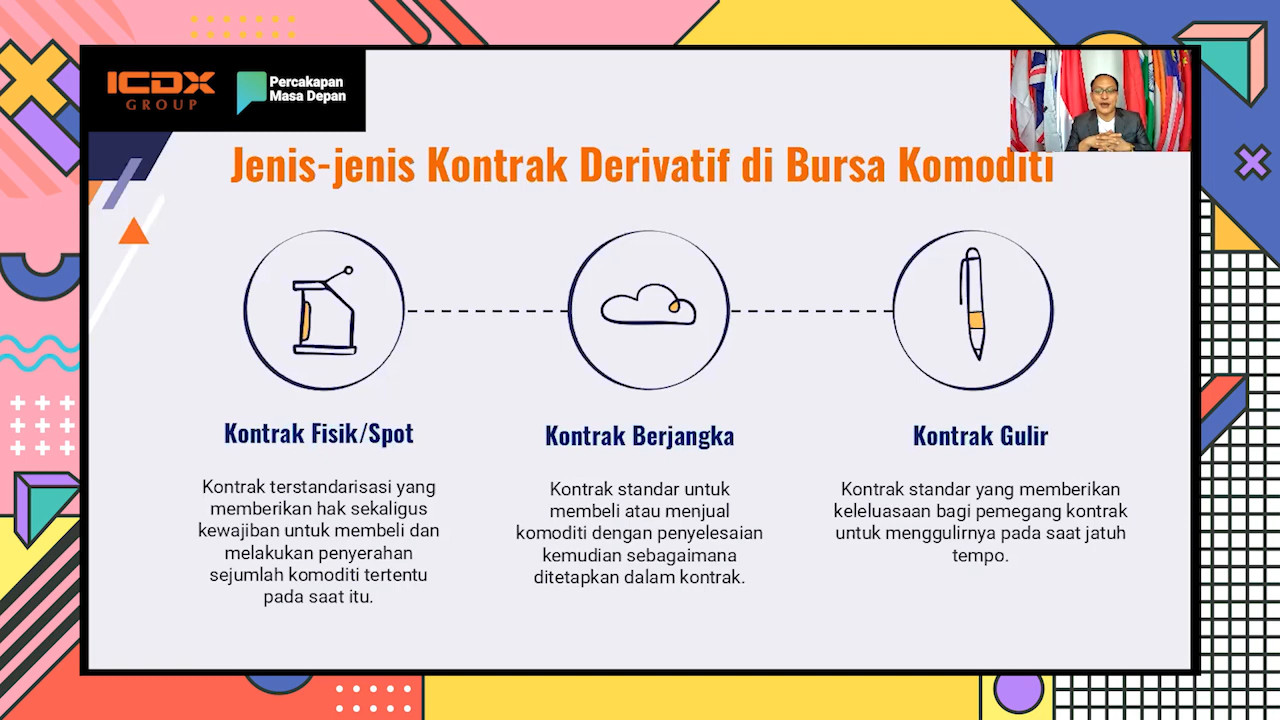 ICDX
GROUP
Percakapan
Masa Depan
Jenis-jenis Kontrak Derivatif di Bursa Komoditi
Kontrak Fisik/Spot
Kontrak terstandarisasi yang
memberikan hak sekaligus
kewajiban untuk membeli dan
melakukan penyerahan
sejumlah komoditi tertentu
pada saat itu.
Kontrak Berjangka
Kontrak standar untuk
membeli atau menjual
komoditi dengan penyelesaian
kemudian sebagaimana
ditetapkan dalam kontrak.
Kontrak Gulir
Kontrak standar yang memberikan
keleluasaan bagi pemegang kontrak
untuk menggulirnya pada saat jatuh
tempo.